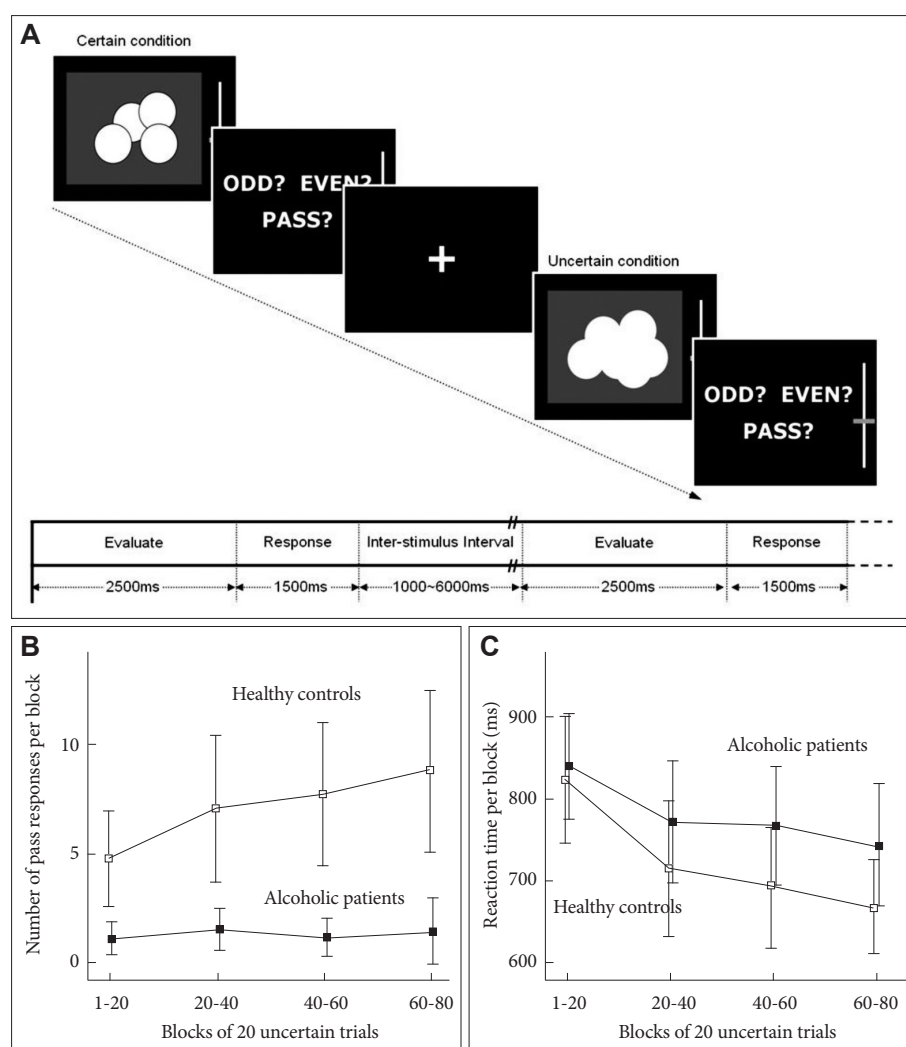 A
Certain condition
ODD? EVEN?
PASS?
+
Uncertain condition
ODD? EVEN?
PASS?
Evaluate
Response
Inter-stimulus Interval
Evaluate
Response
2500ms
1500ms
1000~6000ms
2500ms
1500ms
B
Number of pass responses per block
10
5
0
Healthy controls
Alcoholic patients
1-20
20-40
40-60
60-80
Blocks of 20 uncertain trials
C
Reaction time per block (ms)
900
800
700
600
Alcoholic patients
Healthy controls
1-20
20-40
40-60
60-80
Blocks of 20 uncertain trials